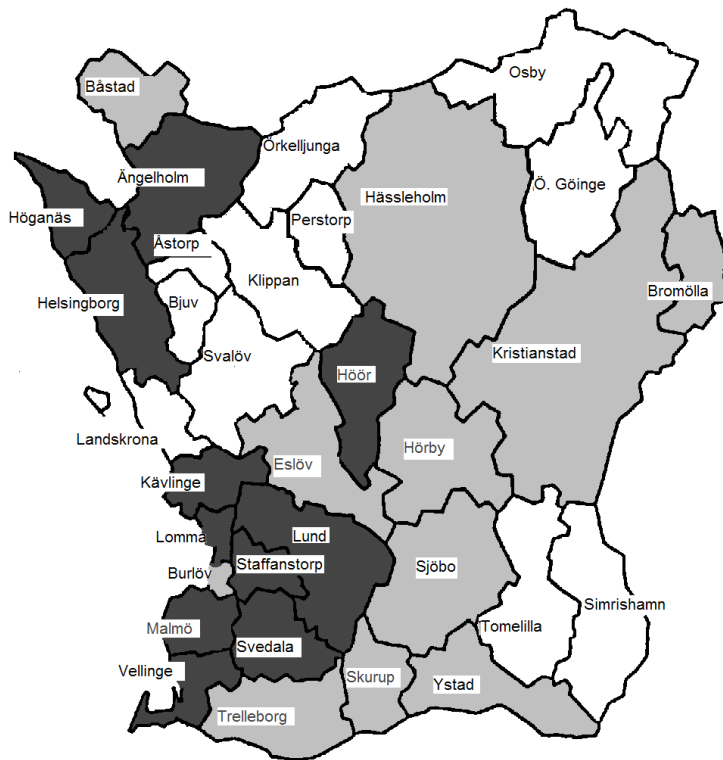 Osby
Båstad
Örkelljunga
Ängelholm
Ö. Göinge
Hässleholm
Höganäs
Perstorp
Åstorp
Klippan
Bromölla
Helsingborg
Bjuv
Svalöv
Kristianstad
Höör
Landskrona
Hörby
Eslöv
Kävlinge
Lomma
Lund
Staffanstorp
Sjöbo
Burlöv
Simrishamn
Malmö
Tomelilla
Svedala
Vellinge
Skurup
Ystad
Trelleborg